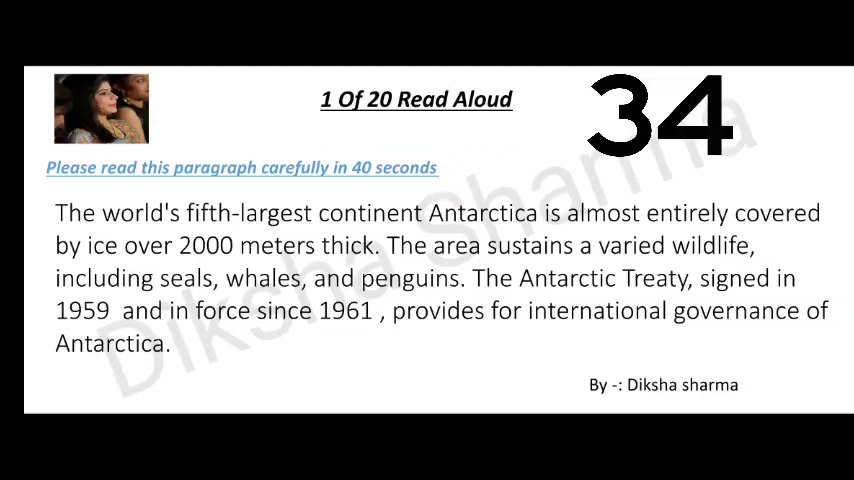 1 Of 20 Read Aloud
34
Please read this paragraph carefully in 40 seconds
The world's fifth-largest continent Antarctica is almost entirely covered
by ice over 2000 meters thick. The area sustains a varied wildlife,
including seals, whales, and penguins. The Antarctic Treaty, signed in
1959  and in force since 1961 , provides for international governance of
Antarctica.
By -: Diksha sharma
Diksha Sharma